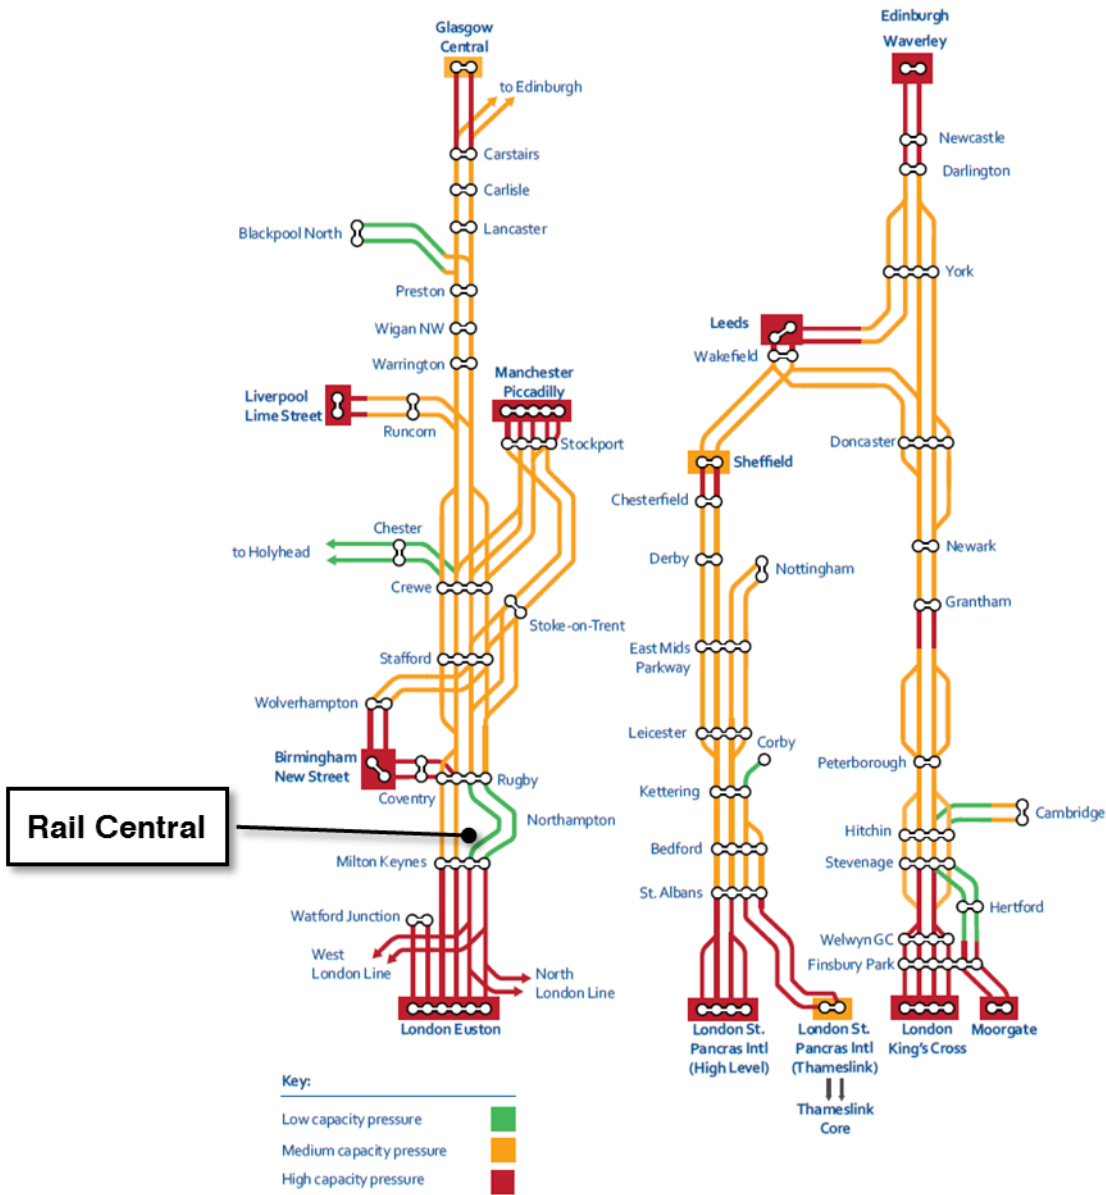 Glasgow
Central
to Edinburgh
Carstairs
Carlisle
Lancaster
Blackpool North
Preston
Wigan NW
Warrington
Manchester
Piccadilly
Liverpool
Lime Street
Runcorn
Stockport
Chester
to Holyhead
Crewe
Stoke-on-Trent
Stafford
Wolverhampton
Birmingham
New Street
Coventry
Rugby
Rail Central
Northampton
Milton Keynes
Watford Junction
West
London Line
North
London Line
London Euston
Edinburgh
Waverley
Newcastle
Darlington
York
Leeds
Wakefield
Doncaster
Sheffield
Chesterfield
Derby
Nottingham
Newark
Grantham
East Mids
Parkway
Leicester
Corby
Peterborough
Kettering
Cambridge
Hitchin
Bedford
Stevenage
St. Albans
Hertford
Welwyn GC
Finsbury Park
London St.
Pancras Intl
(High Level)
London St.
Pancras Intl
(Thameslink)
London
King's Cross
Moorgate
Thameslink
Core
Key:
Low capacity pressure
Medium capacity pressure
High capacity pressure